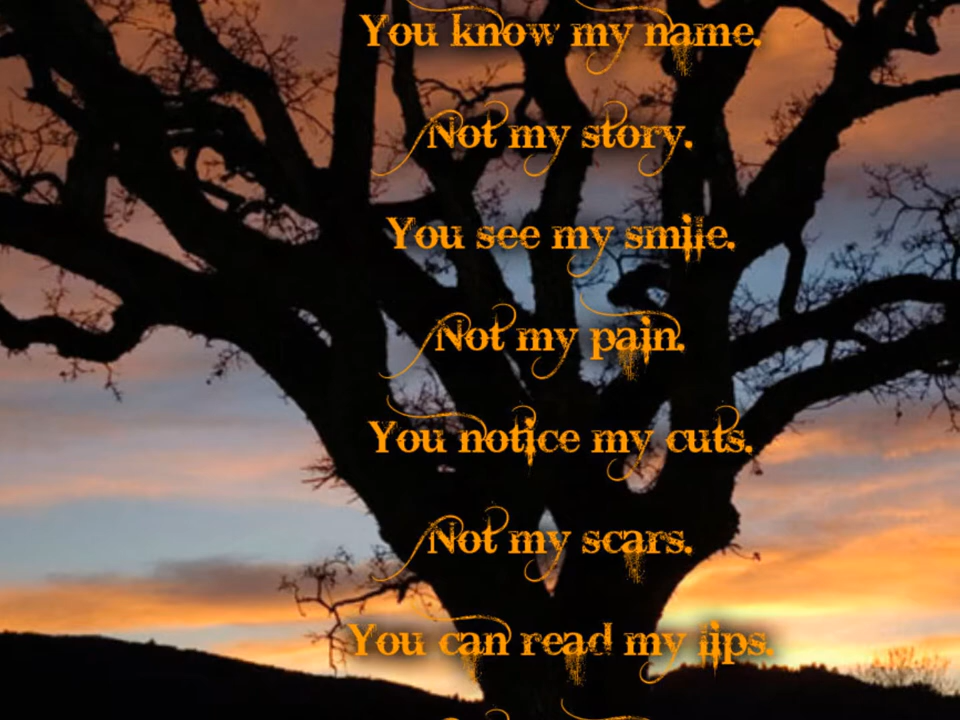 You know my name.
Not my story.
You see my smile.
Not my pain.
You notice my cuts.
Not my scars.
You can read my lips.